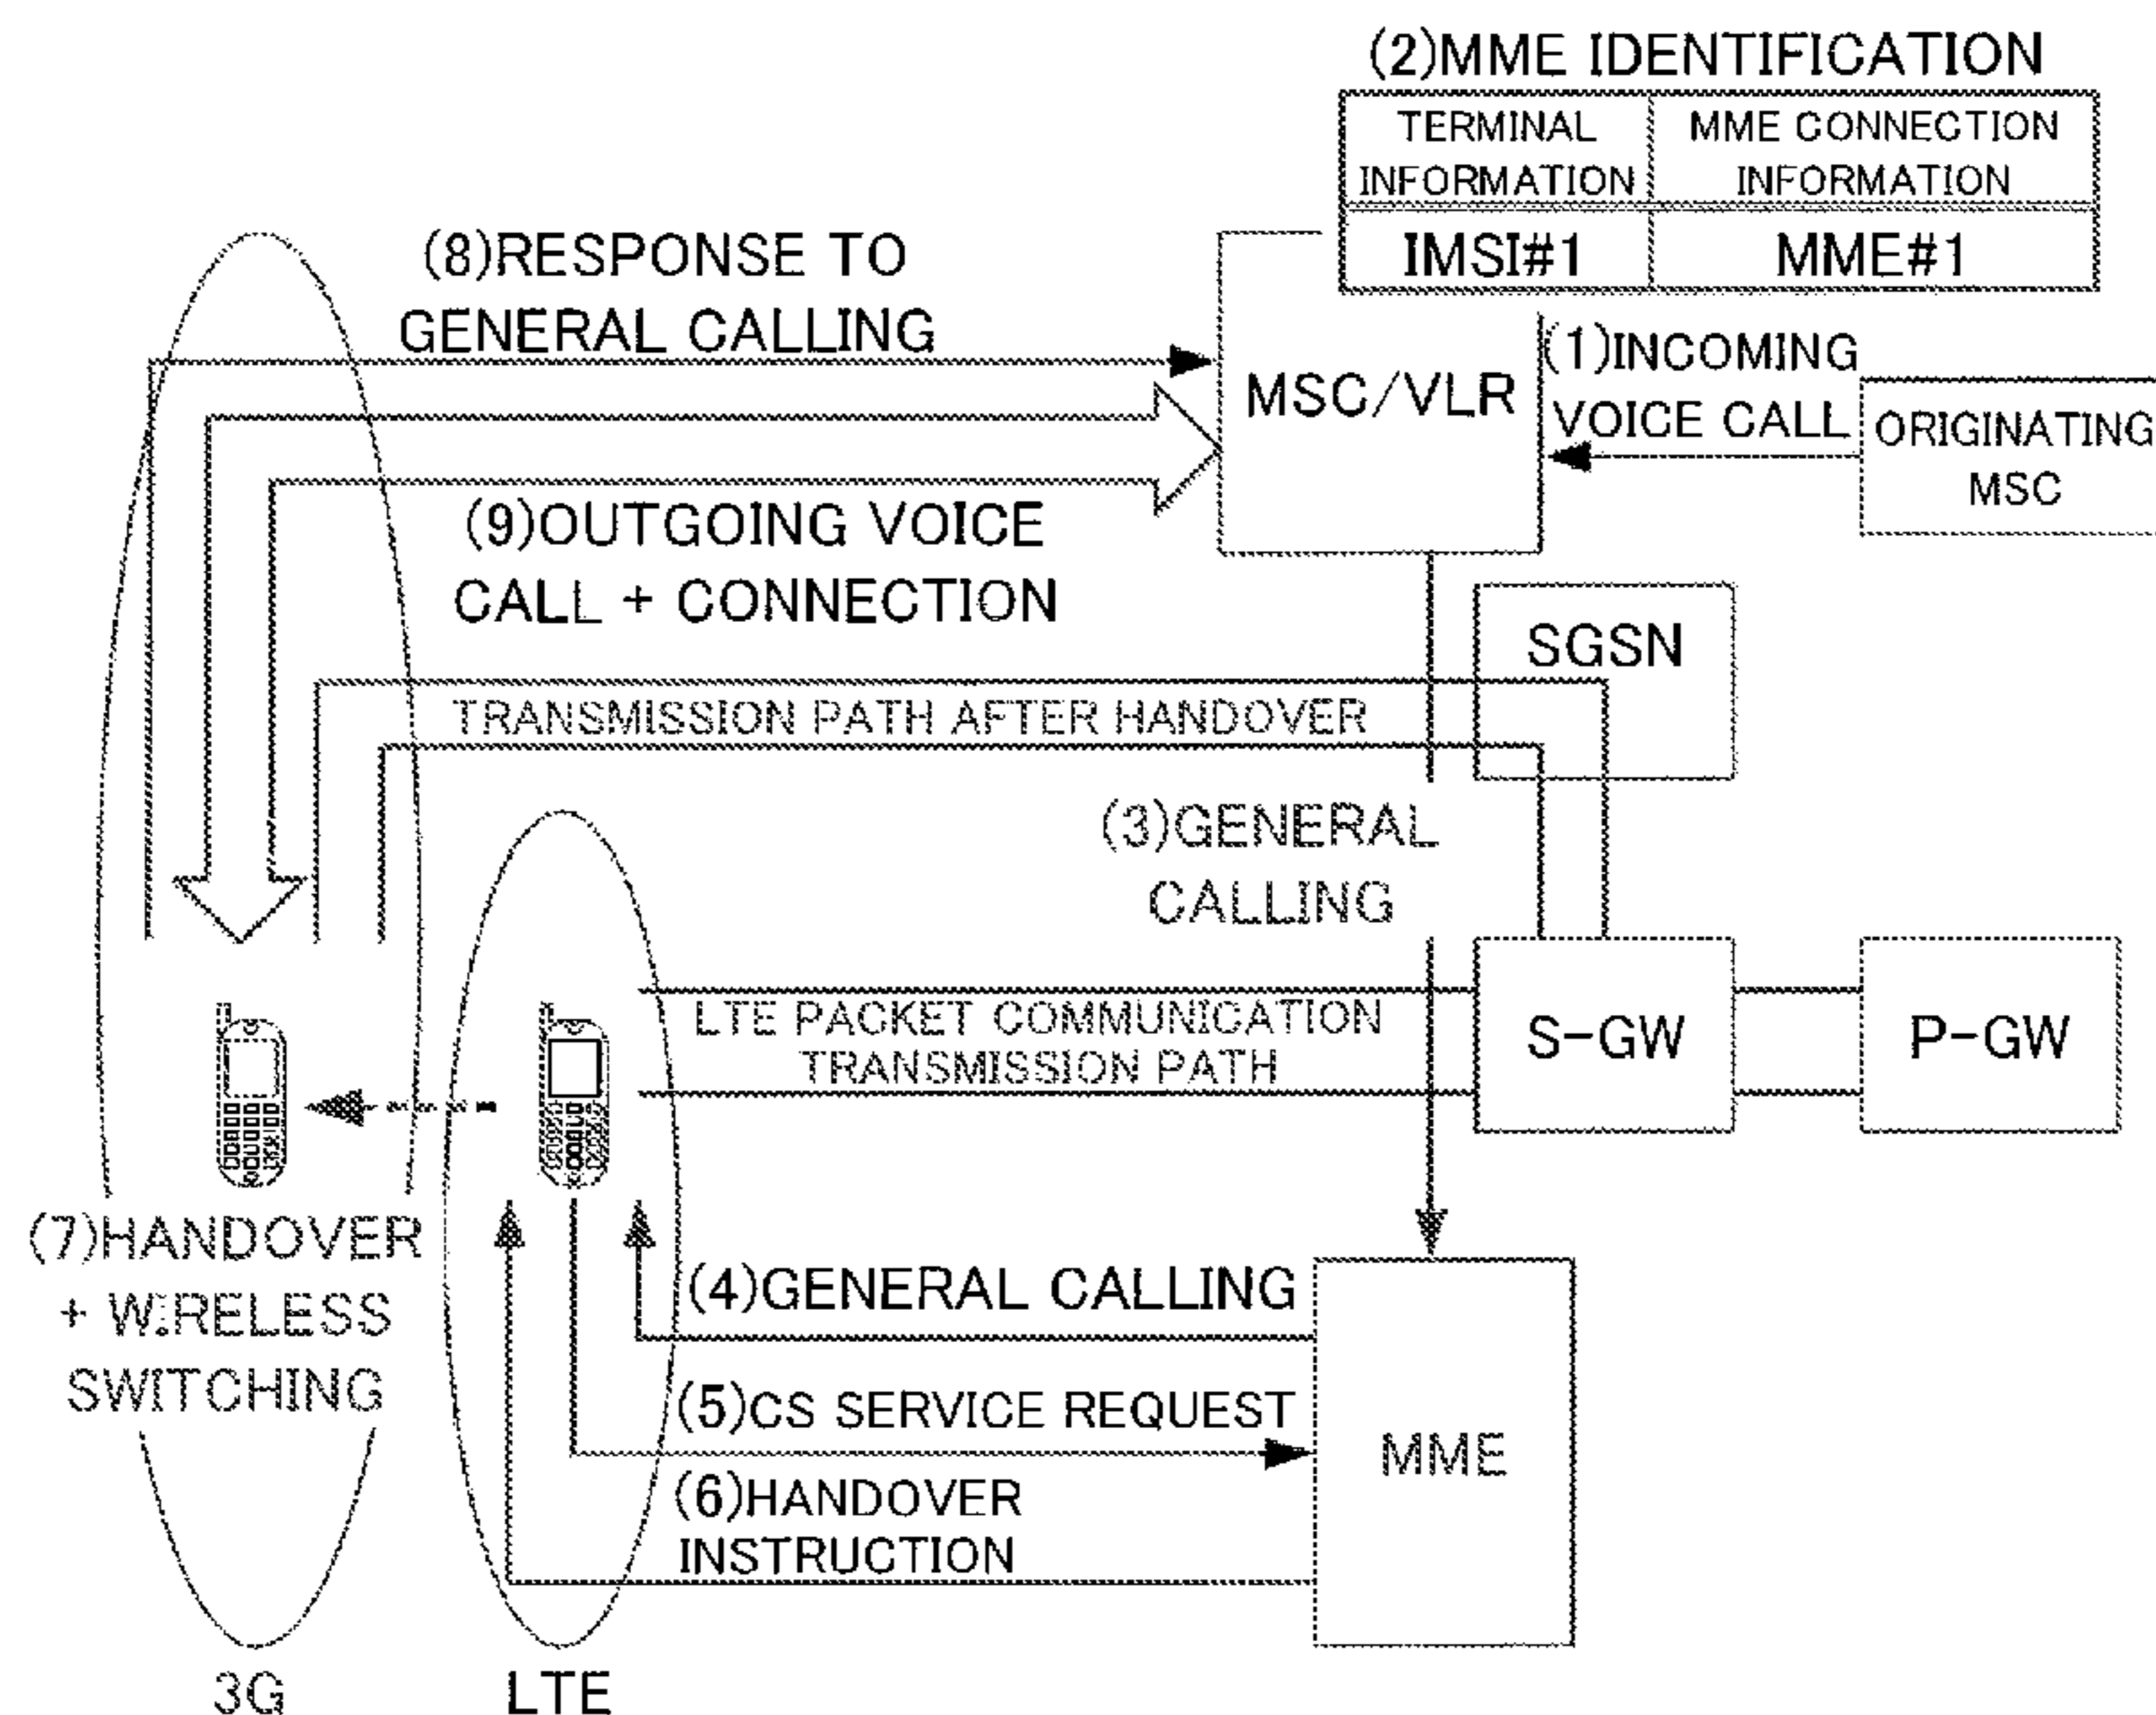 (2)MME IDENTIFICATION
TERMINAL
INFORMATION
MME CONNECTION
INFORMATION
IMSI#1
MME#1
(8)RESPONSE TO
GENERAL CALLING
MSC/VLR
(1)INCOMING
VOICE CALL
ORIGINATING
MSC
(9)OUTGOING VOICE
CALL + CONNECTION
SGSN
TRANSMISSION PATH AFTER HANDOVER
(3)GENERAL
CALLING
LTE PACKET COMMUNICATION
TRANSMISSION PATH
S-GW
P-GW
(7)HANDOVER
+ WIRELESS
SWITCHING
(4)GENERAL CALLING
(5)CS SERVICE REQUEST
MME
(6)HANDOVER
INSTRUCTION
3G
LTE